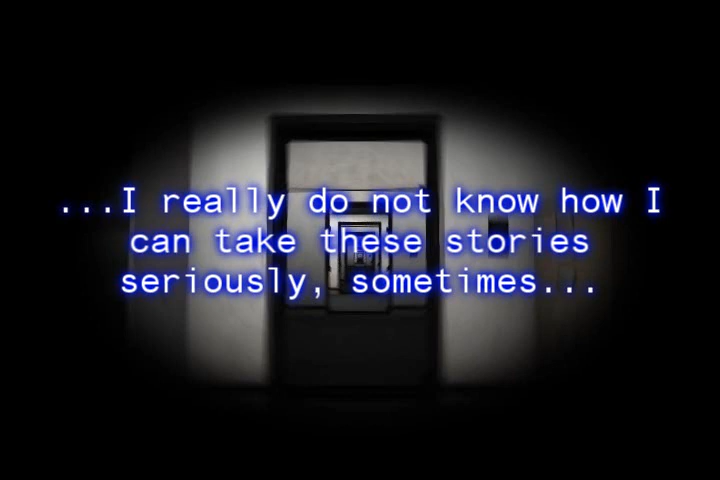 ...I really do not know how I
can take these stories
seriously, sometimes...